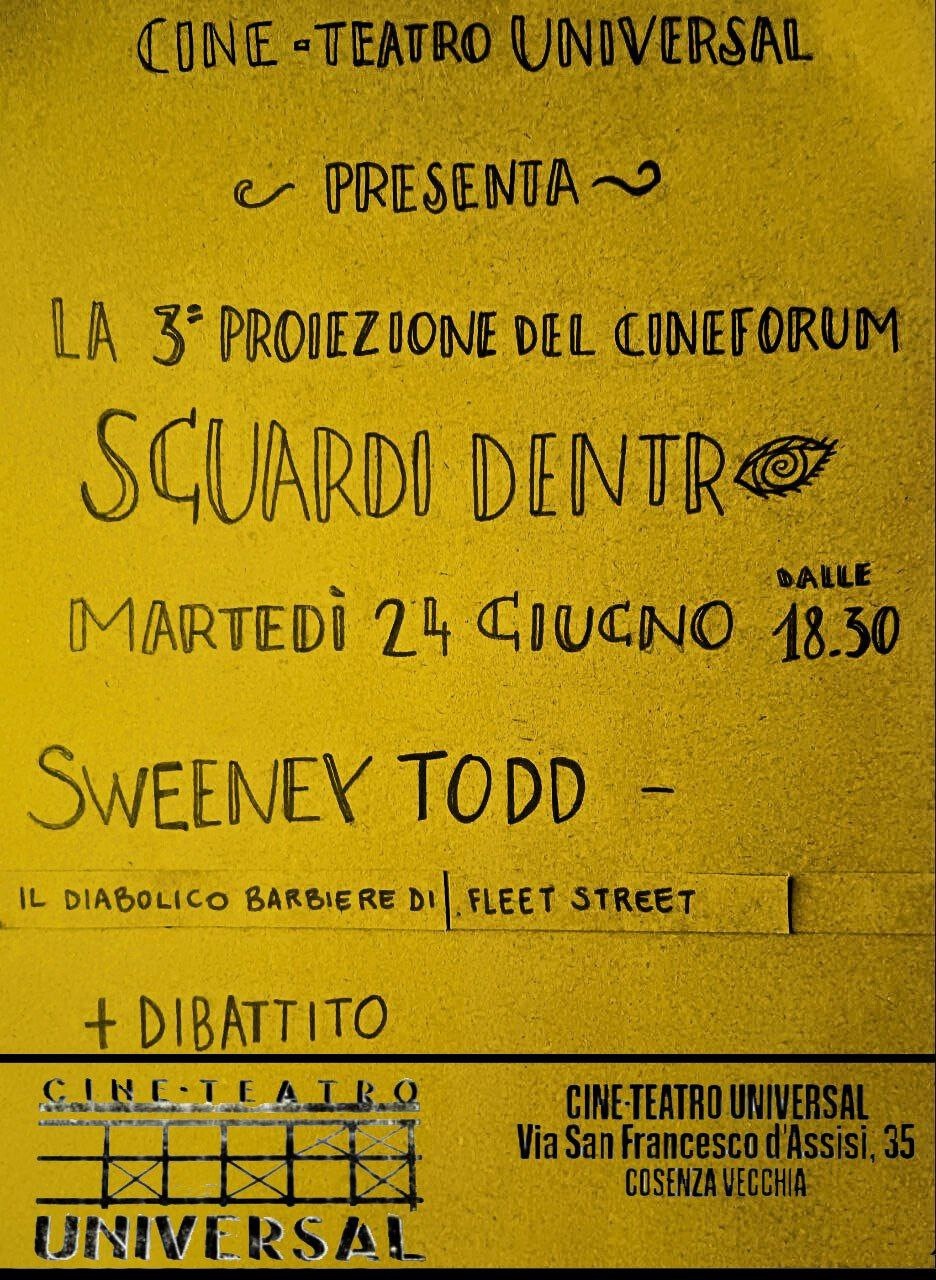 CINE-TEATRO UNIVERSAL
PRESENTA
LA 3ª PROIEZIONE DEL CINEFORUM
SGUARDI DENTRO
MARTEDÌ 24 GIUGNO DALLE 18.30
SWEENEY TODD -
IL DIABOLICO BARBIERE DI FLEET STREET
+ DIBATTITO
CINE-TEATRO
UNIVERSAL
CINE-TEATRO UNIVERSAL
Via San Francesco d'Assisi, 35
COSENZA VECCHIA